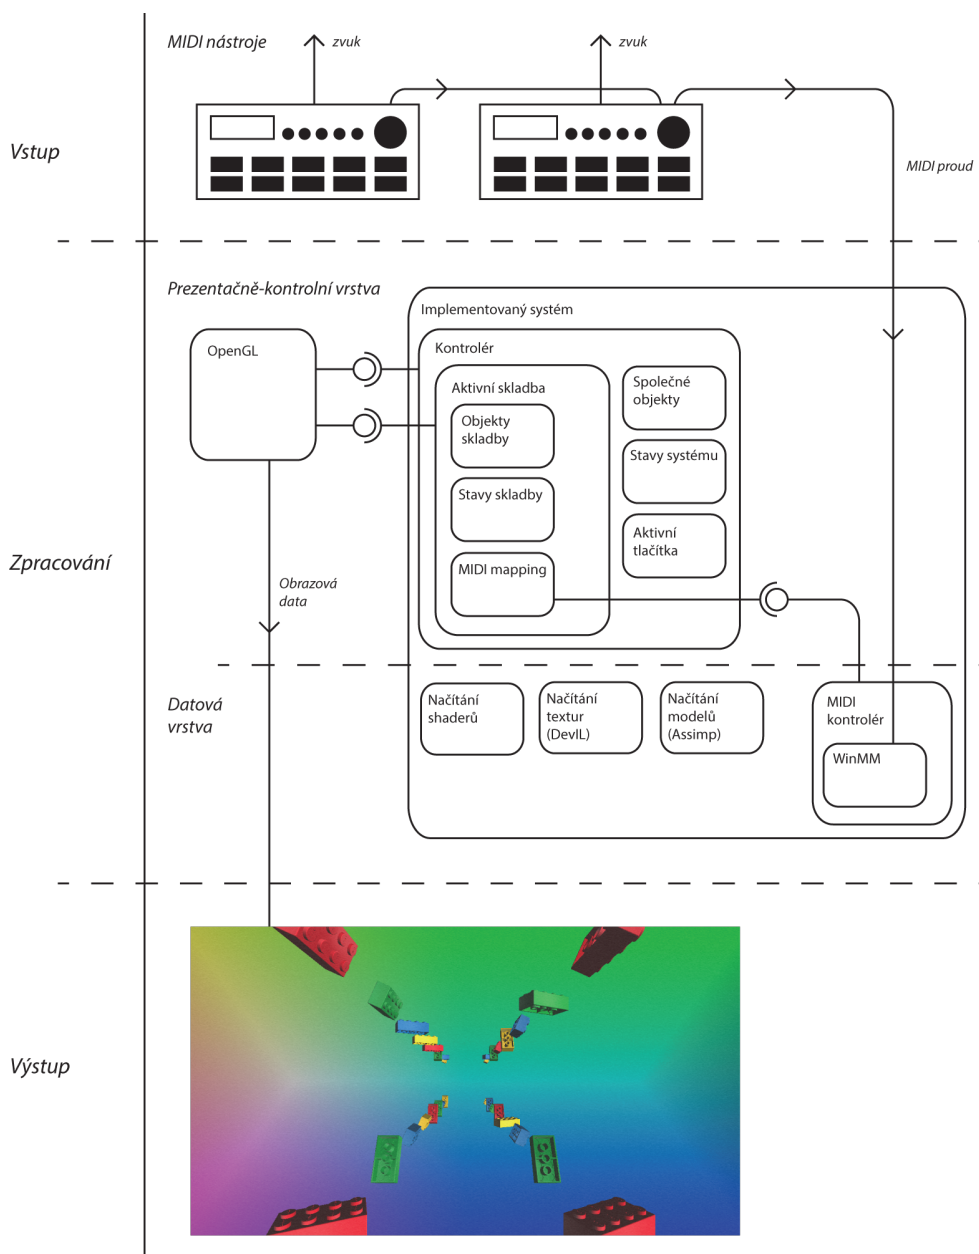 MIDI nástroje
zvuk
zvuk
Vstup
MIDI proud
Prezentačně-kontrolní vrstva
Implementovaný systém
OpenGL
Kontrolér
Aktivní skladba
Společné
objekty
Objekty
skladby
Stavy systému
Stavy skladby
Aktivní
tlačítka
Zpracování
MIDI mapping
Obrazová
data
Datová
vrstva
Načítání
shaderů
Načítání
textur
(DevIL)
Načítání
modelů
(Assimp)
MIDI
kontrolér
WinMM
Výstup